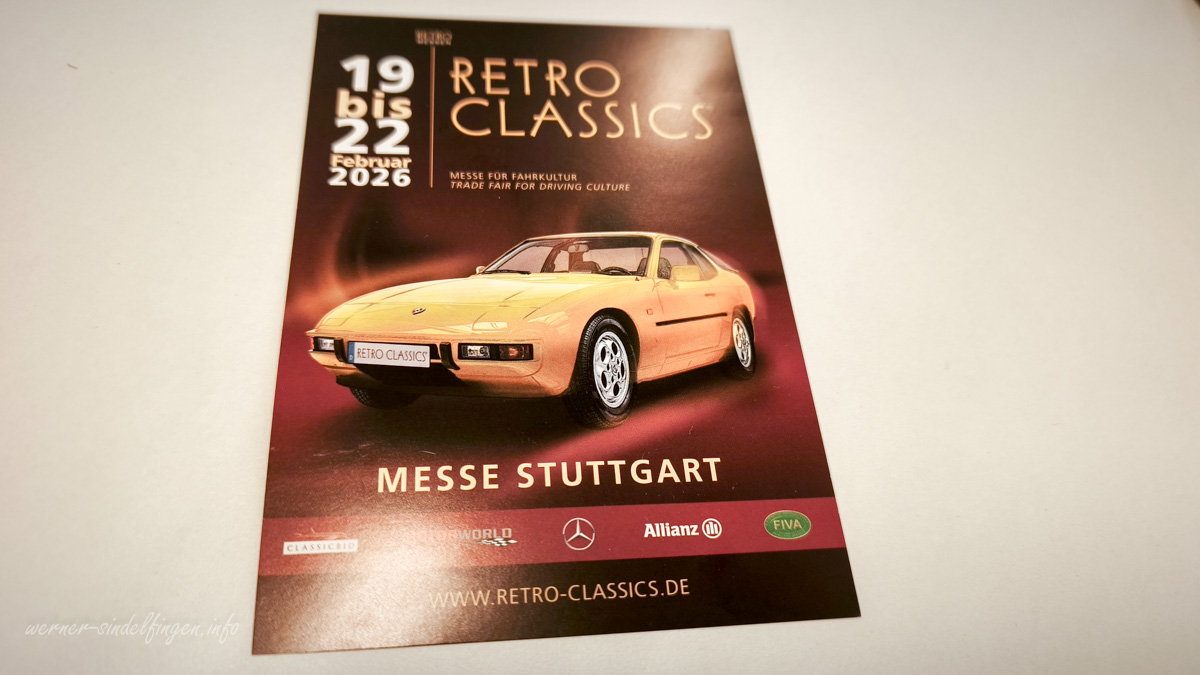 19
bis
22
Februar
2026
RETRO
CLASSICS
MESSE FÜR FAHRKULTUR
TRADE FAIR FOR DRIVING CULTURE
RETRO CLASSICS
MESSE STUTTGART
CLASSICBID
WORLD
Allianz
FIVA
WWW.RETRO-CLASSICS.DE
werner-sindelfingen.info